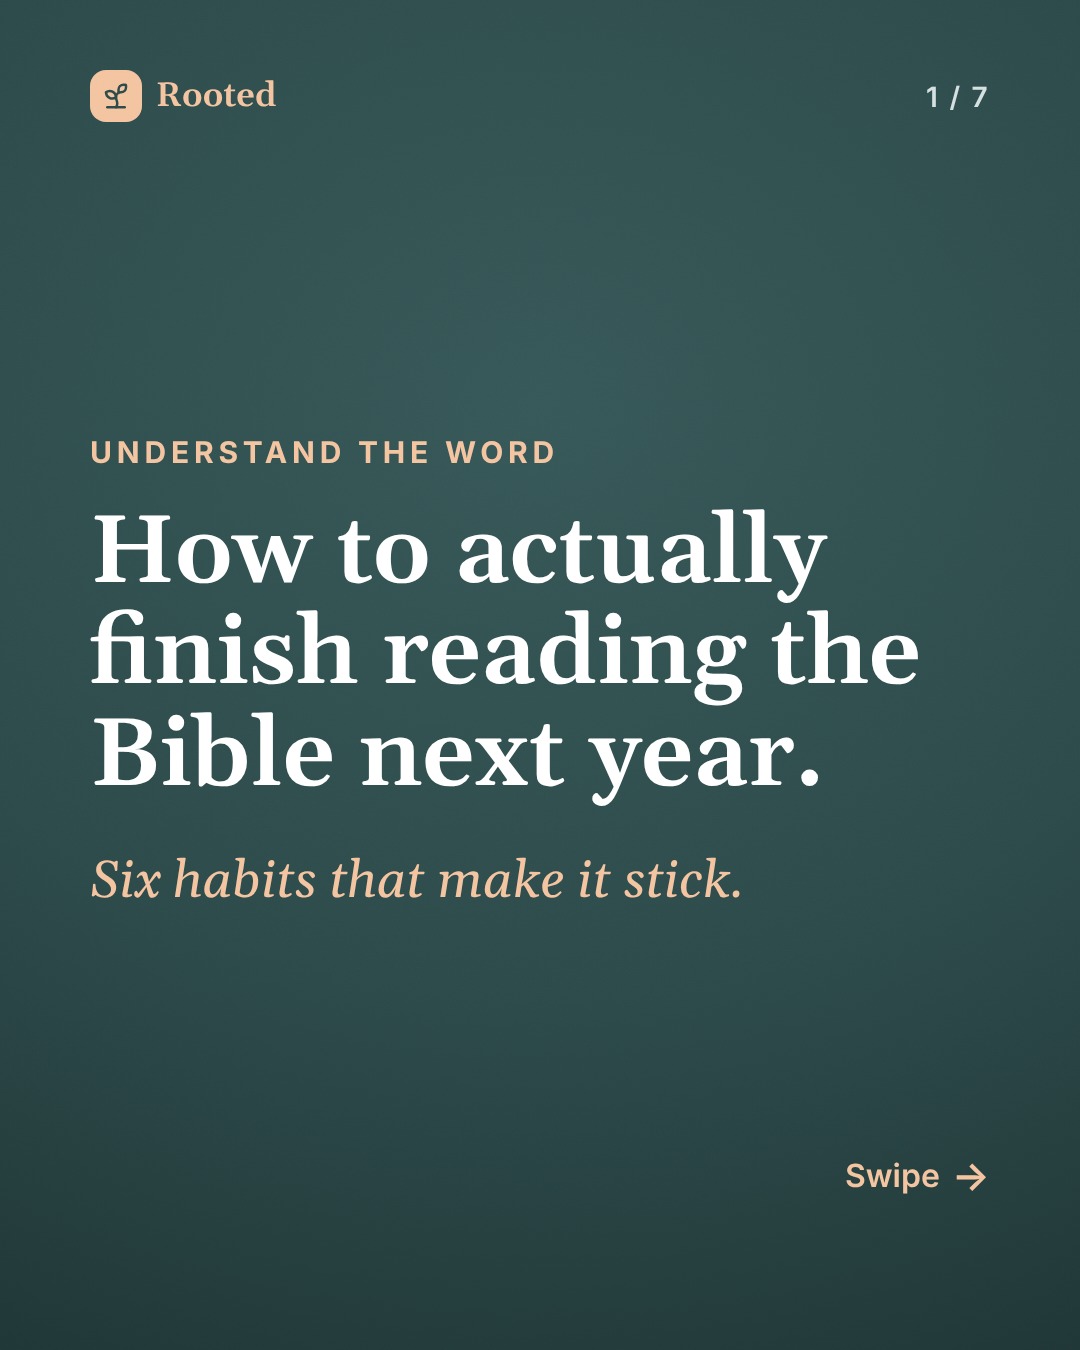 Rooted
1 / 7
UNDERSTAND THE WORD
How to actually
finish reading the
Bible next year.
Six habits that make it stick.
Swipe →